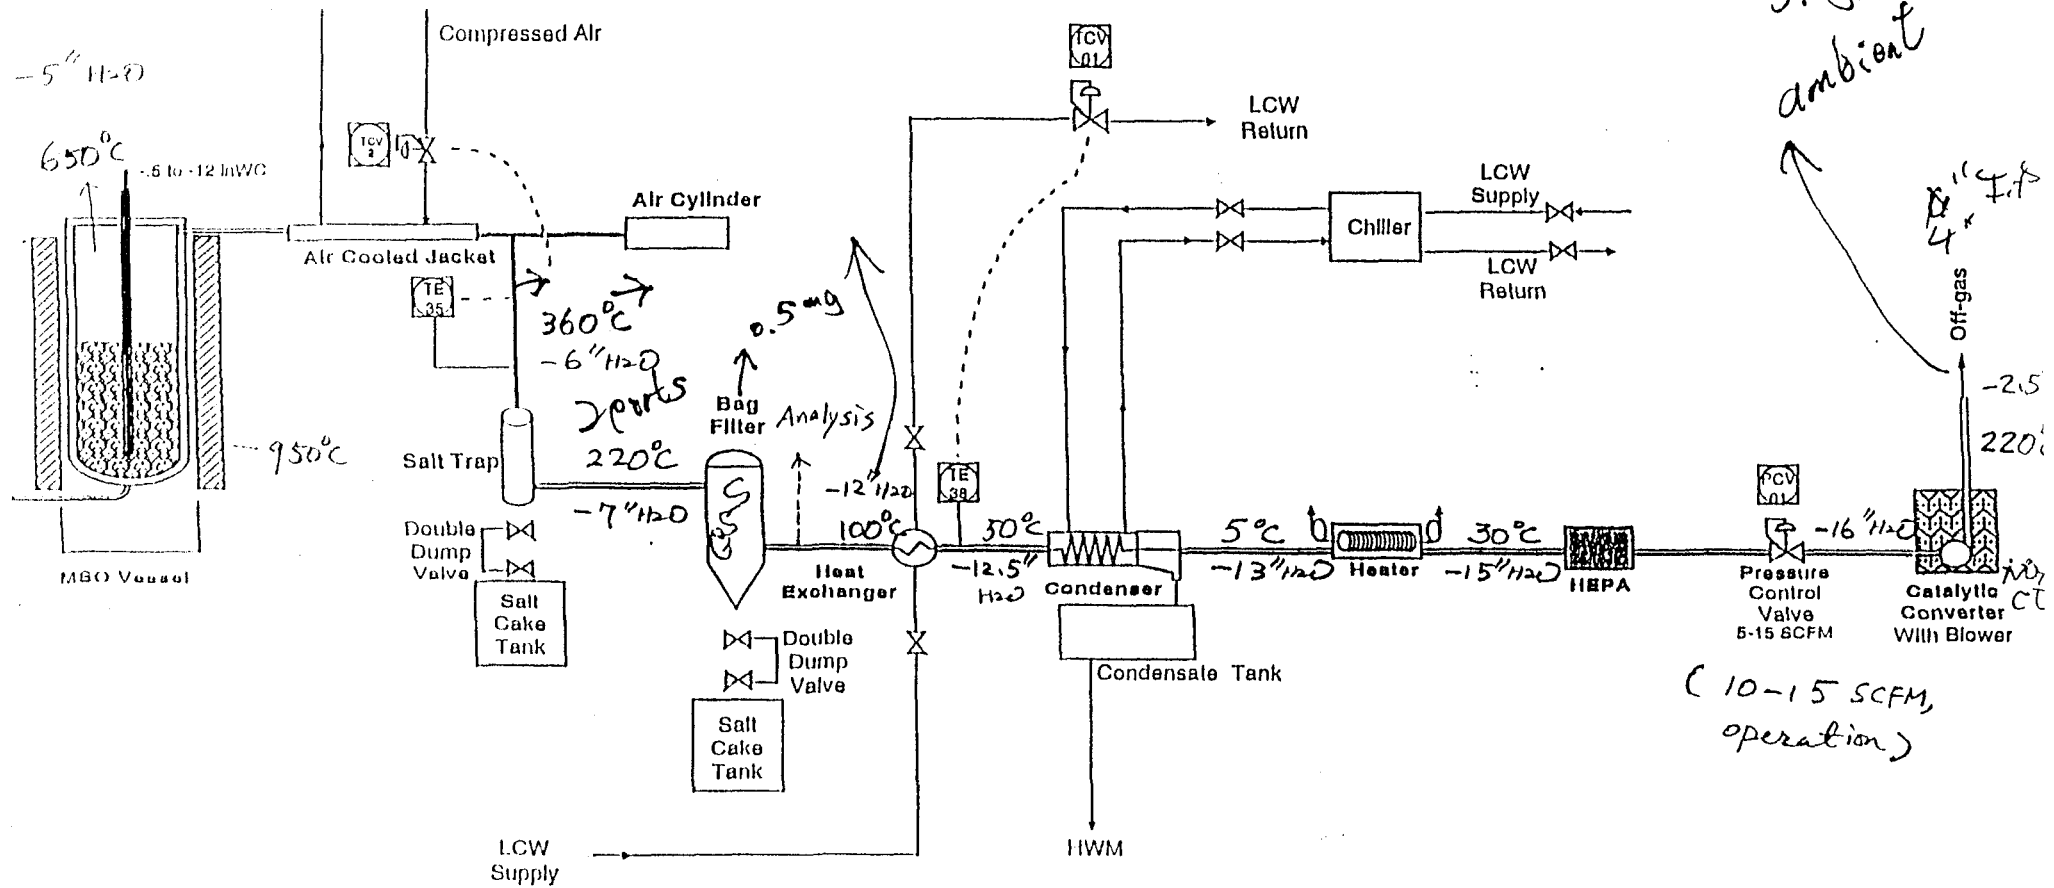 Compressed Air
-5" H2O
TCV
01
ambient
650°C
-.5 to -12 InWC
TCV
2
LCW
Return
LCW
Supply
Air Cylinder
Chiller
4"
Air Cooled Jacket
LCW
Return
Off-gas
TE
35
360°C
-6" H2O
0.5 mg
2 ports
-2.5
Bag
Filter
Analysis
950°C
Salt Trap
220°C
-7" H2O
-12" H2O
TE
38
PCV
01
220°
100°C
50°C
5°C
30°C
-16" H2O
Double
Dump
Valve
Heat
Exchanger
-12.5"
H2O
Condenser
-13" H2O
Heater
-15" H2O
HEPA
Pressure
Control
Valve
5-15 SCFM
Catalytic
Converter
With Blower
MSO Vessel
Salt
Cake
Tank
Double
Dump
Valve
Condensate Tank
(10-15 SCFM,
operation)
Salt
Cake
Tank
LCW
Supply
HWM